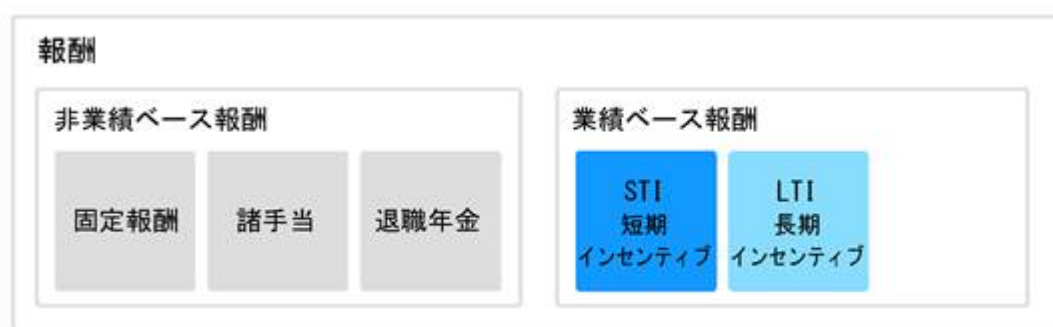 報酬
非業績ベース報酬
固定報酬
諸手当
退職年金
業績ベース報酬
STI
短期
インセンティブ
LTI
長期
インセンティブ